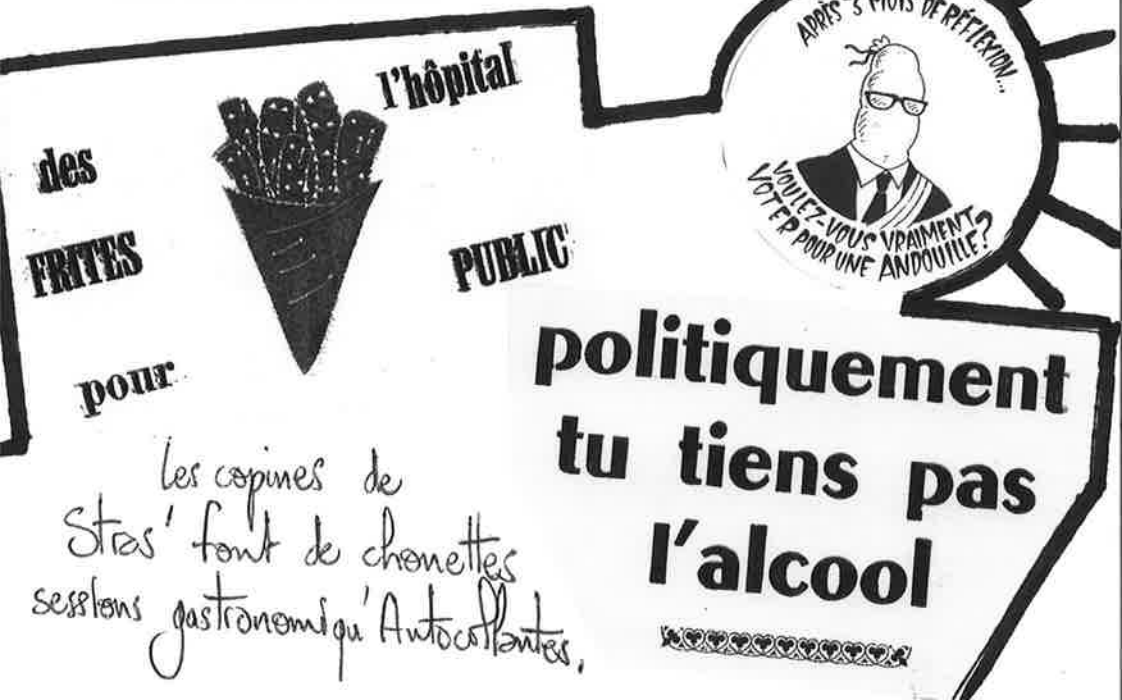 des
FRITES
pour
l'hôpital
PUBLIC
APRÈS 3 MOIS DE RÉFLEXION...
VOULEZ-VOUS VRAIMENT
VOTER POUR UNE ANDOUILLE?
politiquement
tu tiens pas
l'alcool
les copines de
Stras' font de chouettes
sessions gastronomiqu'Autocollantes.